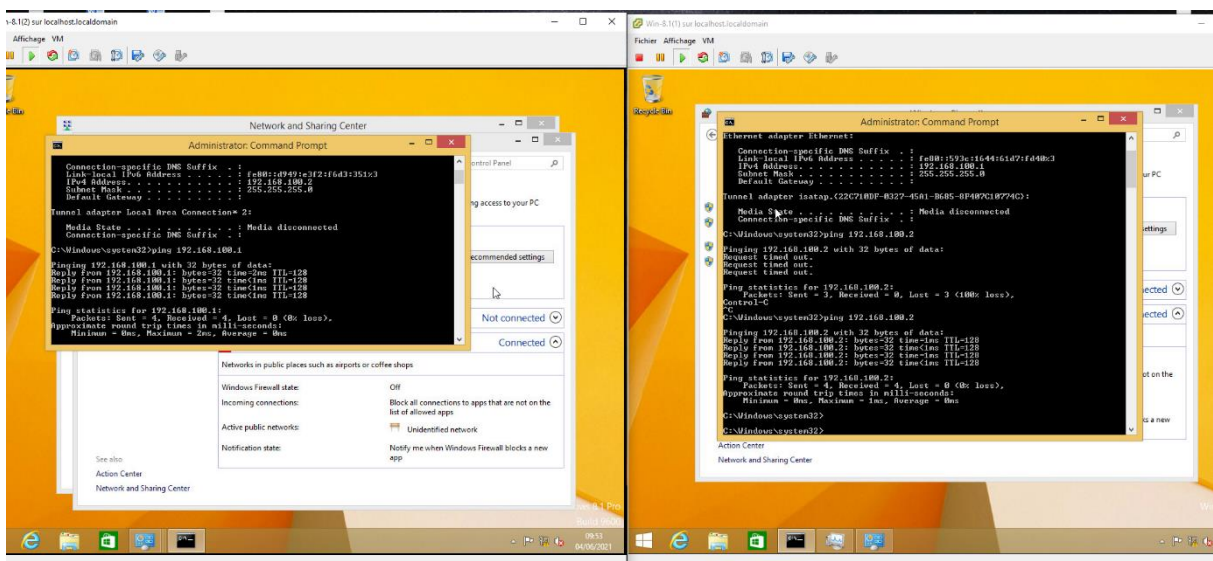 n-8.1(2) sur localhost.localdomain
Affichage VM
Network and Sharing Center
Administrator: Command Prompt
Connection-specific DNS Suffix . :
Link-local IPv6 Address . . . . . : fe80::d949:e3f2:f6d3:351%3
IPv4 Address. . . . . . . . . . . : 192.168.100.2
Subnet Mask . . . . . . . . . . . : 255.255.255.0
Default Gateway . . . . . . . . . :
Tunnel adapter Local Area Connection* 2:
Media State . . . . . . . . . . . : Media disconnected
Connection-specific DNS Suffix . :
C:\Windows\system32>ping 192.168.100.1
Pinging 192.168.100.1 with 32 bytes of data:
Reply from 192.168.100.1: bytes=32 time=2ms TTL=128
Reply from 192.168.100.1: bytes=32 time<1ms TTL=128
Reply from 192.168.100.1: bytes=32 time<1ms TTL=128
Reply from 192.168.100.1: bytes=32 time<1ms TTL=128
Ping statistics for 192.168.100.1:
Packets: Sent = 4, Received = 4, Lost = 0 (0% loss),
Approximate round trip times in milli-seconds:
Minimum = 0ms, Maximum = 2ms, Average = 0ms
ontrol Panel
ng access to your PC
ecommended settings
Not connected
Connected
Networks in public places such as airports or coffee shops
Windows Firewall state: Off
Incoming connections: Block all connections to apps that are not on the
list of allowed apps
Active public networks: Unidentified network
Notification state: Notify me when Windows Firewall blocks a new
app
See also
Action Center
Network and Sharing Center
8.1 Pro
Build 9600
09:53
04/06/2021
Win-8.1(1) sur localhost.localdomain
Fichier Affichage VM
Recycle Bin
Administrator: Command Prompt
Ethernet adapter Ethernet:
Connection-specific DNS Suffix . :
Link-local IPv6 Address . . . . . : fe80::593c:1644:61d7:fd40%3
IPv4 Address. . . . . . . . . . . : 192.168.100.1
Subnet Mask . . . . . . . . . . . : 255.255.255.0
Default Gateway . . . . . . . . . :
Tunnel adapter isatap.{22C710DF-0327-45A1-B685-8F407C10774C}:
Media State . . . . . . . . . . . : Media disconnected
Connection-specific DNS Suffix . :
C:\Windows\system32>ping 192.168.100.2
Pinging 192.168.100.2 with 32 bytes of data:
Request timed out.
Request timed out.
Request timed out.
Ping statistics for 192.168.100.2:
Packets: Sent = 3, Received = 0, Lost = 3 (100% loss),
Control-C
^C
C:\Windows\system32>ping 192.168.100.2
Pinging 192.168.100.2 with 32 bytes of data:
Reply from 192.168.100.2: bytes=32 time=1ms TTL=128
Reply from 192.168.100.2: bytes=32 time<1ms TTL=128
Reply from 192.168.100.2: bytes=32 time=1ms TTL=128
Reply from 192.168.100.2: bytes=32 time<1ms TTL=128
Ping statistics for 192.168.100.2:
Packets: Sent = 4, Received = 4, Lost = 0 (0% loss),
Approximate round trip times in milli-seconds:
Minimum = 0ms, Maximum = 1ms, Average = 0ms
C:\Windows\system32>
C:\Windows\system32>
ur PC
settings
ected
ected
ot on the
ks a new
Action Center
Network and Sharing Center